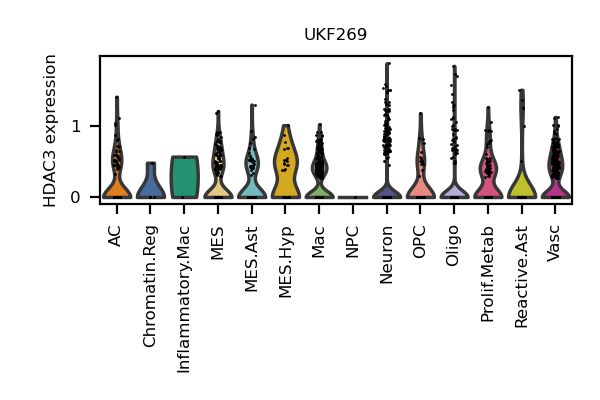 UKF269
HDAC3 expression
1
0
AC
Chromatin.Reg
Inflammatory.Mac
MES
MES.Ast
MES.Hyp
Mac
NPC
Neuron
OPC
Oligo
Prolif.Metab
Reactive.Ast
Vasc